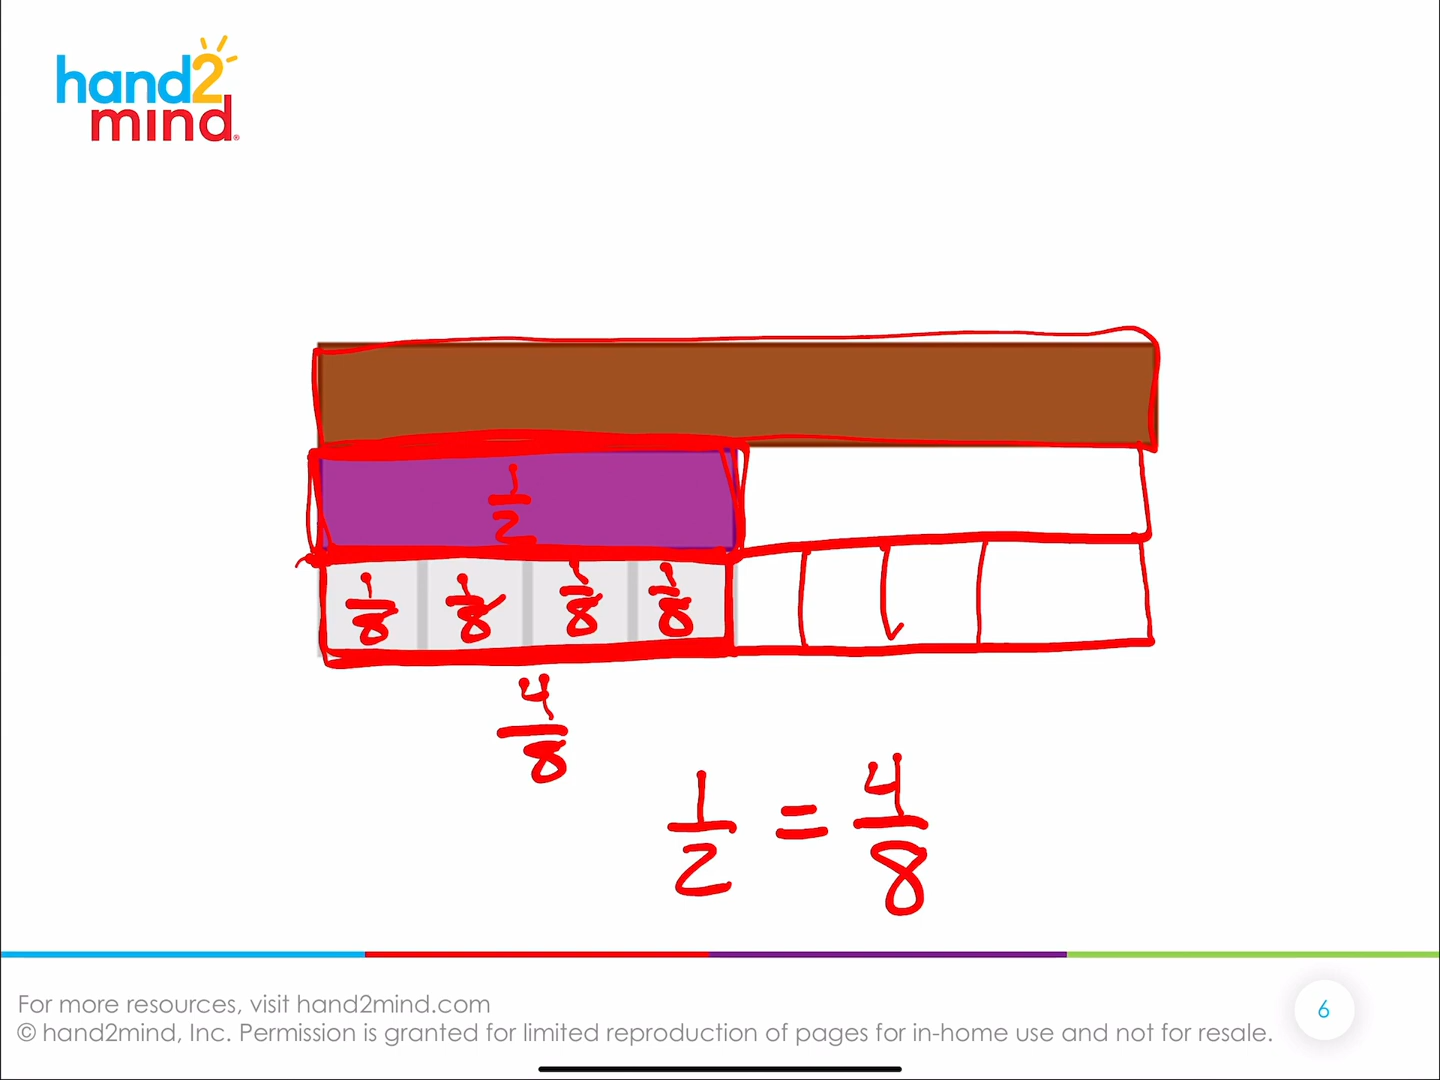 hand2
mind®
1/2
1/8 1/8 1/8 1/8
4/8
1/2 = 4/8
For more resources, visit hand2mind.com
© hand2mind, Inc. Permission is granted for limited reproduction of pages for in-home use and not for resale.
6